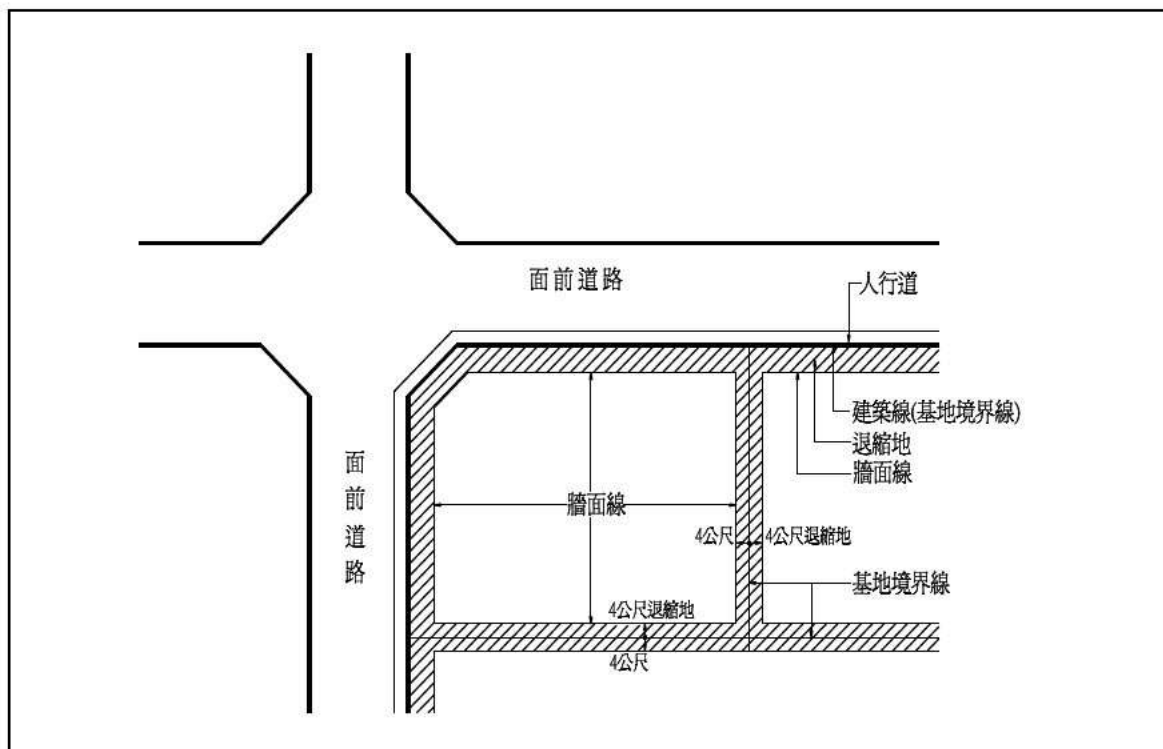 面前道路
人行道
建築線(基地境界線)
退縮地
牆面線
面前道路
牆面線
4公尺
4公尺退縮地
基地境界線
4公尺退縮地
4公尺